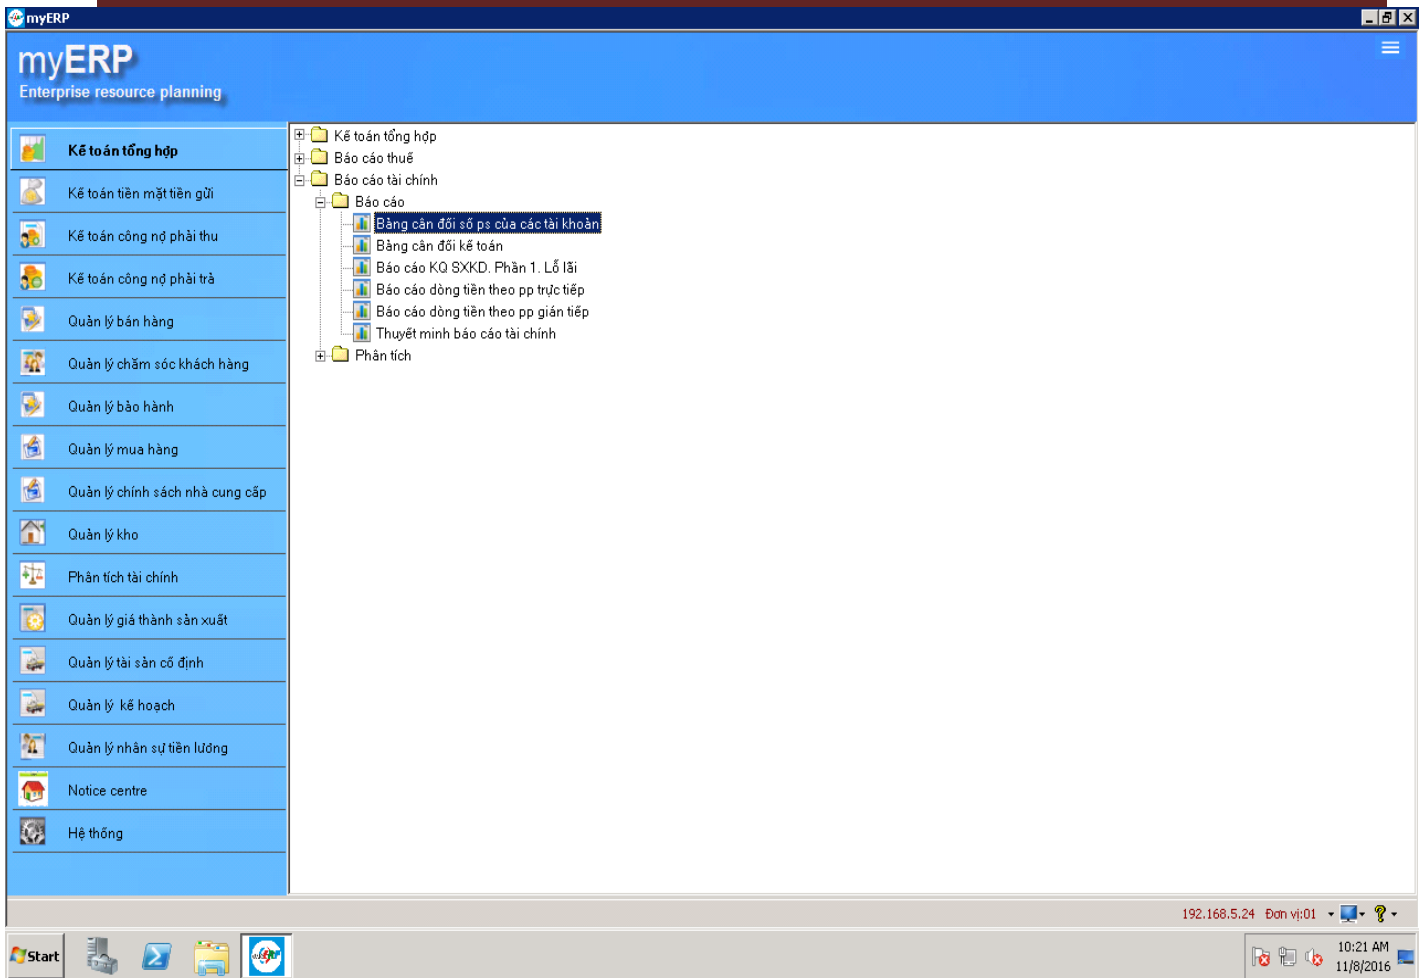 myERP
myERP
Enterprise resource planning
Kế toán tổng hợp
Kế toán tiền mặt tiền gửi
Kế toán công nợ phải thu
Kế toán công nợ phải trả
Quản lý bán hàng
Quản lý chăm sóc khách hàng
Quản lý bảo hành
Quản lý mua hàng
Quản lý chính sách nhà cung cấp
Quản lý kho
Phân tích tài chính
Quản lý giá thành sản xuất
Quản lý tài sản cố định
Quản lý kế hoạch
Quản lý nhân sự tiền lương
Notice centre
Hệ thống
Kế toán tổng hợp
Báo cáo thuế
Báo cáo tài chính
Báo cáo
Bảng cân đối số ps của các tài khoản
Bảng cân đối kế toán
Báo cáo KQ SXKD. Phần 1. Lỗ lãi
Báo cáo dòng tiền theo pp trực tiếp
Báo cáo dòng tiền theo pp gián tiếp
Thuyết minh báo cáo tài chính
Phân tích
192.168.5.24 Đơn vị:01
Start
10:21 AM
11/8/2016